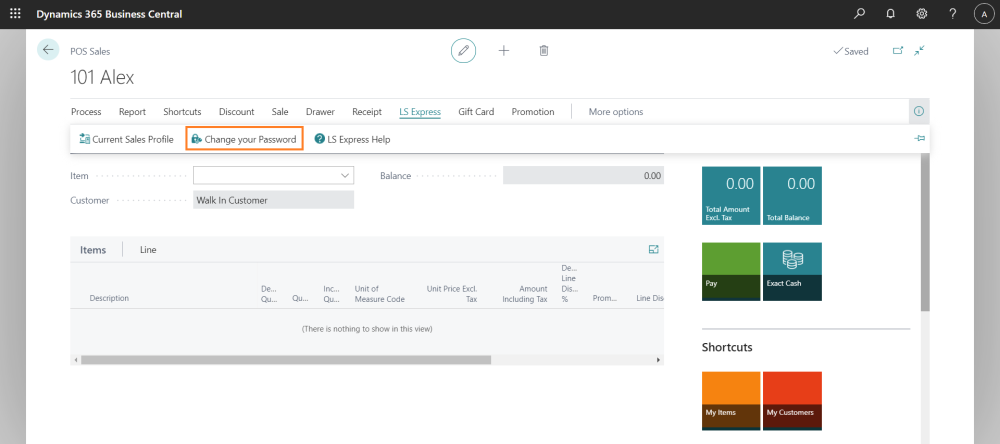 Dynamics 365 Business Central
?
A
POS Sales
Saved
101 Alex
Process Report Shortcuts Discount Sale Drawer Receipt LS Express Gift Card Promotion More options
Current Sales Profile Change your Password LS Express Help
Item Balance 0.00
Customer Walk In Customer
0.00 0.00
Total Amount
Excl. Tax Total Balance
Items Line
Description
De...
Qu...
Qu...
Inc...
Qu...
Unit of
Measure Code
Unit Price Excl.
Tax
Amount
Including Tax
De...
Line
Dis...
%
Prom...
Line Dis
(There is nothing to show in this view)
Pay Exact Cash
Shortcuts
My Items My Customers